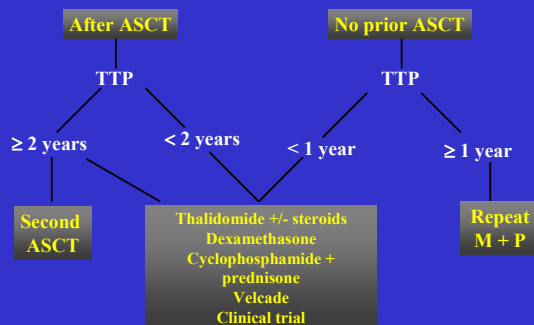 After ASCT
No prior ASCT
TTP
TTP
≥ 2 years
< 2 years
< 1 year
≥ 1 year
Second
ASCT
Thalidomide +/- steroids
Dexamethasone
Cyclophosphamide +
prednisone
Velcade
Clinical trial
Repeat
M + P